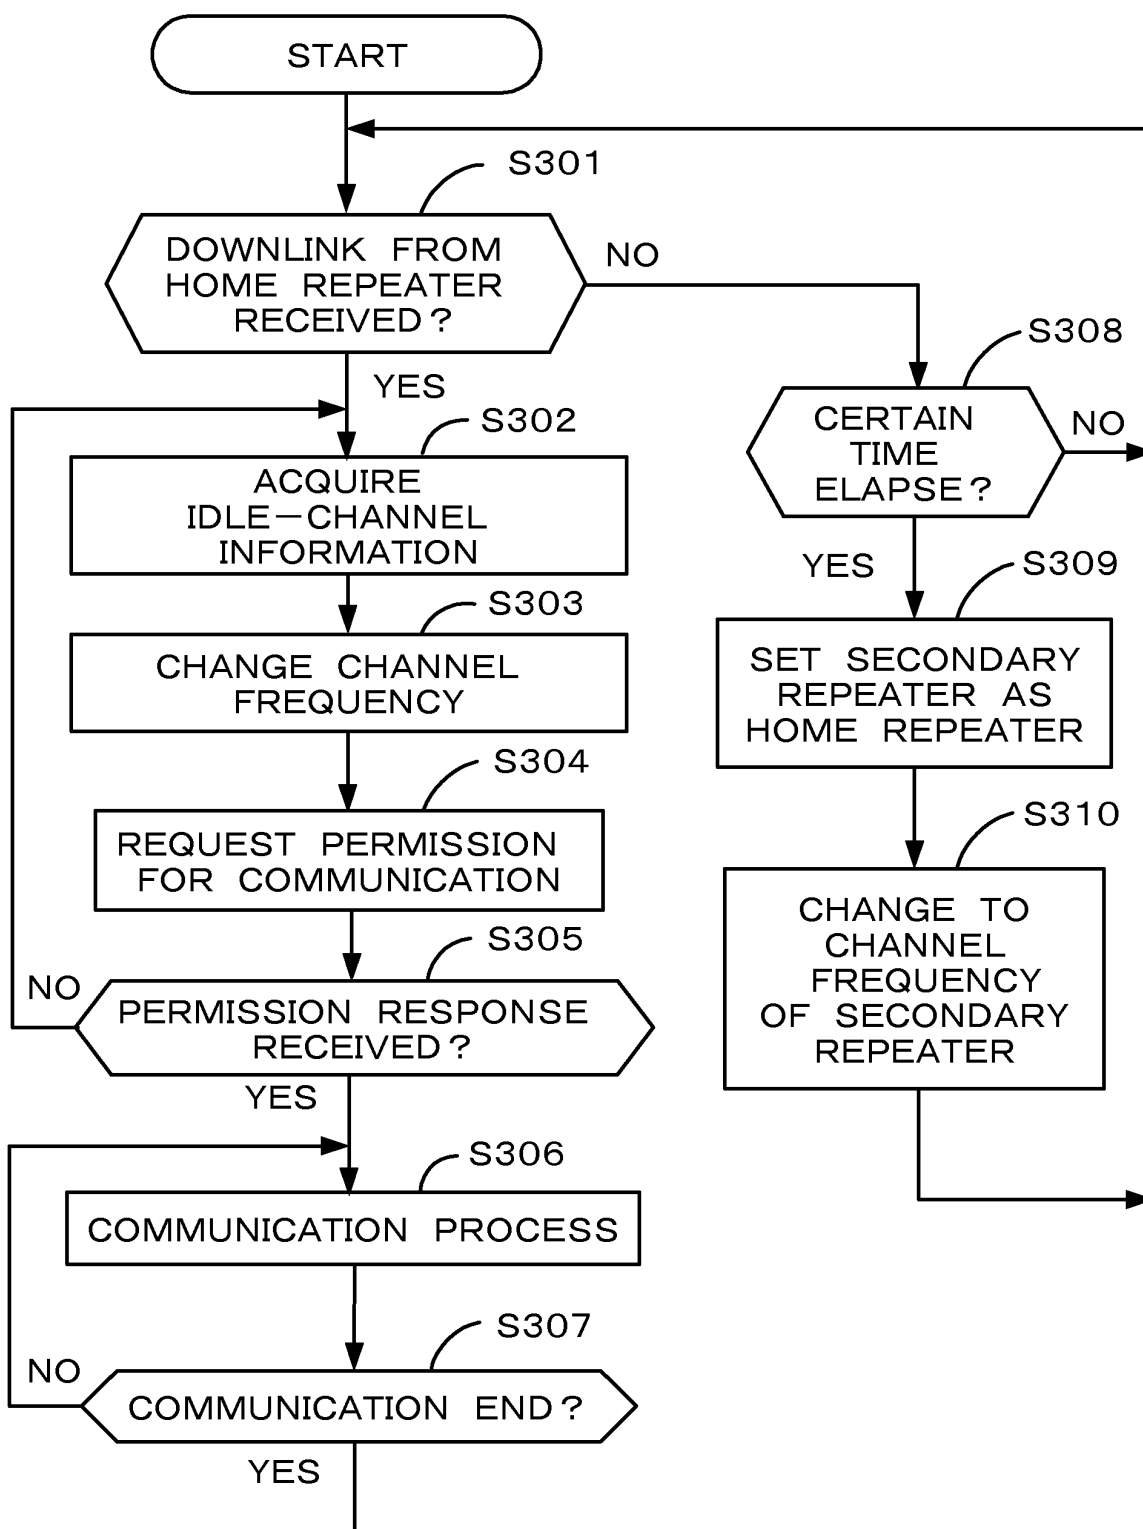 START
S301
DOWNLINK FROM
HOME REPEATER
RECEIVED?
NO
YES
S302
ACQUIRE
IDLE-CHANNEL
INFORMATION
S303
CHANGE CHANNEL
FREQUENCY
S304
REQUEST PERMISSION
FOR COMMUNICATION
S305
NO
PERMISSION RESPONSE
RECEIVED?
YES
S306
COMMUNICATION PROCESS
S307
NO
COMMUNICATION END?
YES
S308
CERTAIN
TIME
ELAPSE?
NO
YES
S309
SET SECONDARY
REPEATER AS
HOME REPEATER
S310
CHANGE TO
CHANNEL
FREQUENCY
OF SECONDARY
REPEATER